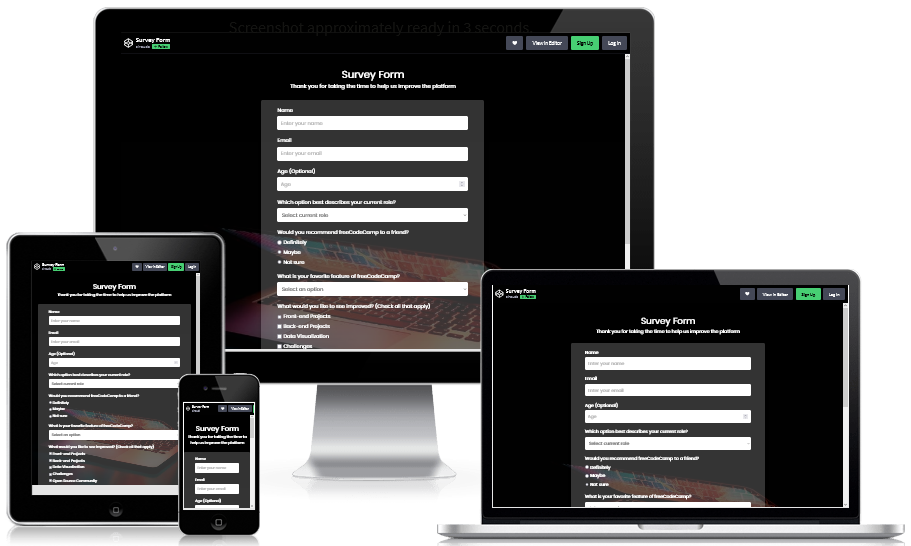 Screenshot approximately ready in 3 seconds
Survey Form
+ Follow
View in Editor
Sign Up
Log In
Survey Form
Thank you for taking the time to help us improve the platform
Name
Enter your name
Email
Enter your email
Age (Optional)
Age
Which option best describes your current role?
Select current role
Would you recommend freeCodeCamp to a friend?
Definitely
Maybe
Not sure
What is your favorite feature of freeCodeCamp?
Select an option
What would you like to see improved? (Check all that apply)
Front-end Projects
Back-end Projects
Data Visualization
Challenges
Survey Form
View in Editor
Sign Up
Log In
Survey Form
Thank you for taking the time to help us improve the platform
Name
Enter your name
Email
Enter your email
Age (Optional)
Age
Which option best describes your current role?
Select current role
Would you recommend freeCodeCamp to a friend?
Definitely
Maybe
Not sure
What is your favorite feature of freeCodeCamp?
Select an option
What would you like to see improved? (Check all that apply)
Front-end Projects
Back-end Projects
Data Visualization
Challenges
Open Source Community
Survey Form
View in Editor
Survey Form
Thank you for taking the time to
help us improve the platform
Name
Enter your name
Email
Enter your email
Age (Optional)
Survey Form
+ Follow
View in Editor
Sign Up
Log In
Survey Form
Thank you for taking the time to help us improve the platform
Name
Enter your name
Email
Enter your email
Age (Optional)
Age
Which option best describes your current role?
Select current role
Would you recommend freeCodeCamp to a friend?
Definitely
Maybe
Not sure
What is your favorite feature of freeCodeCamp?